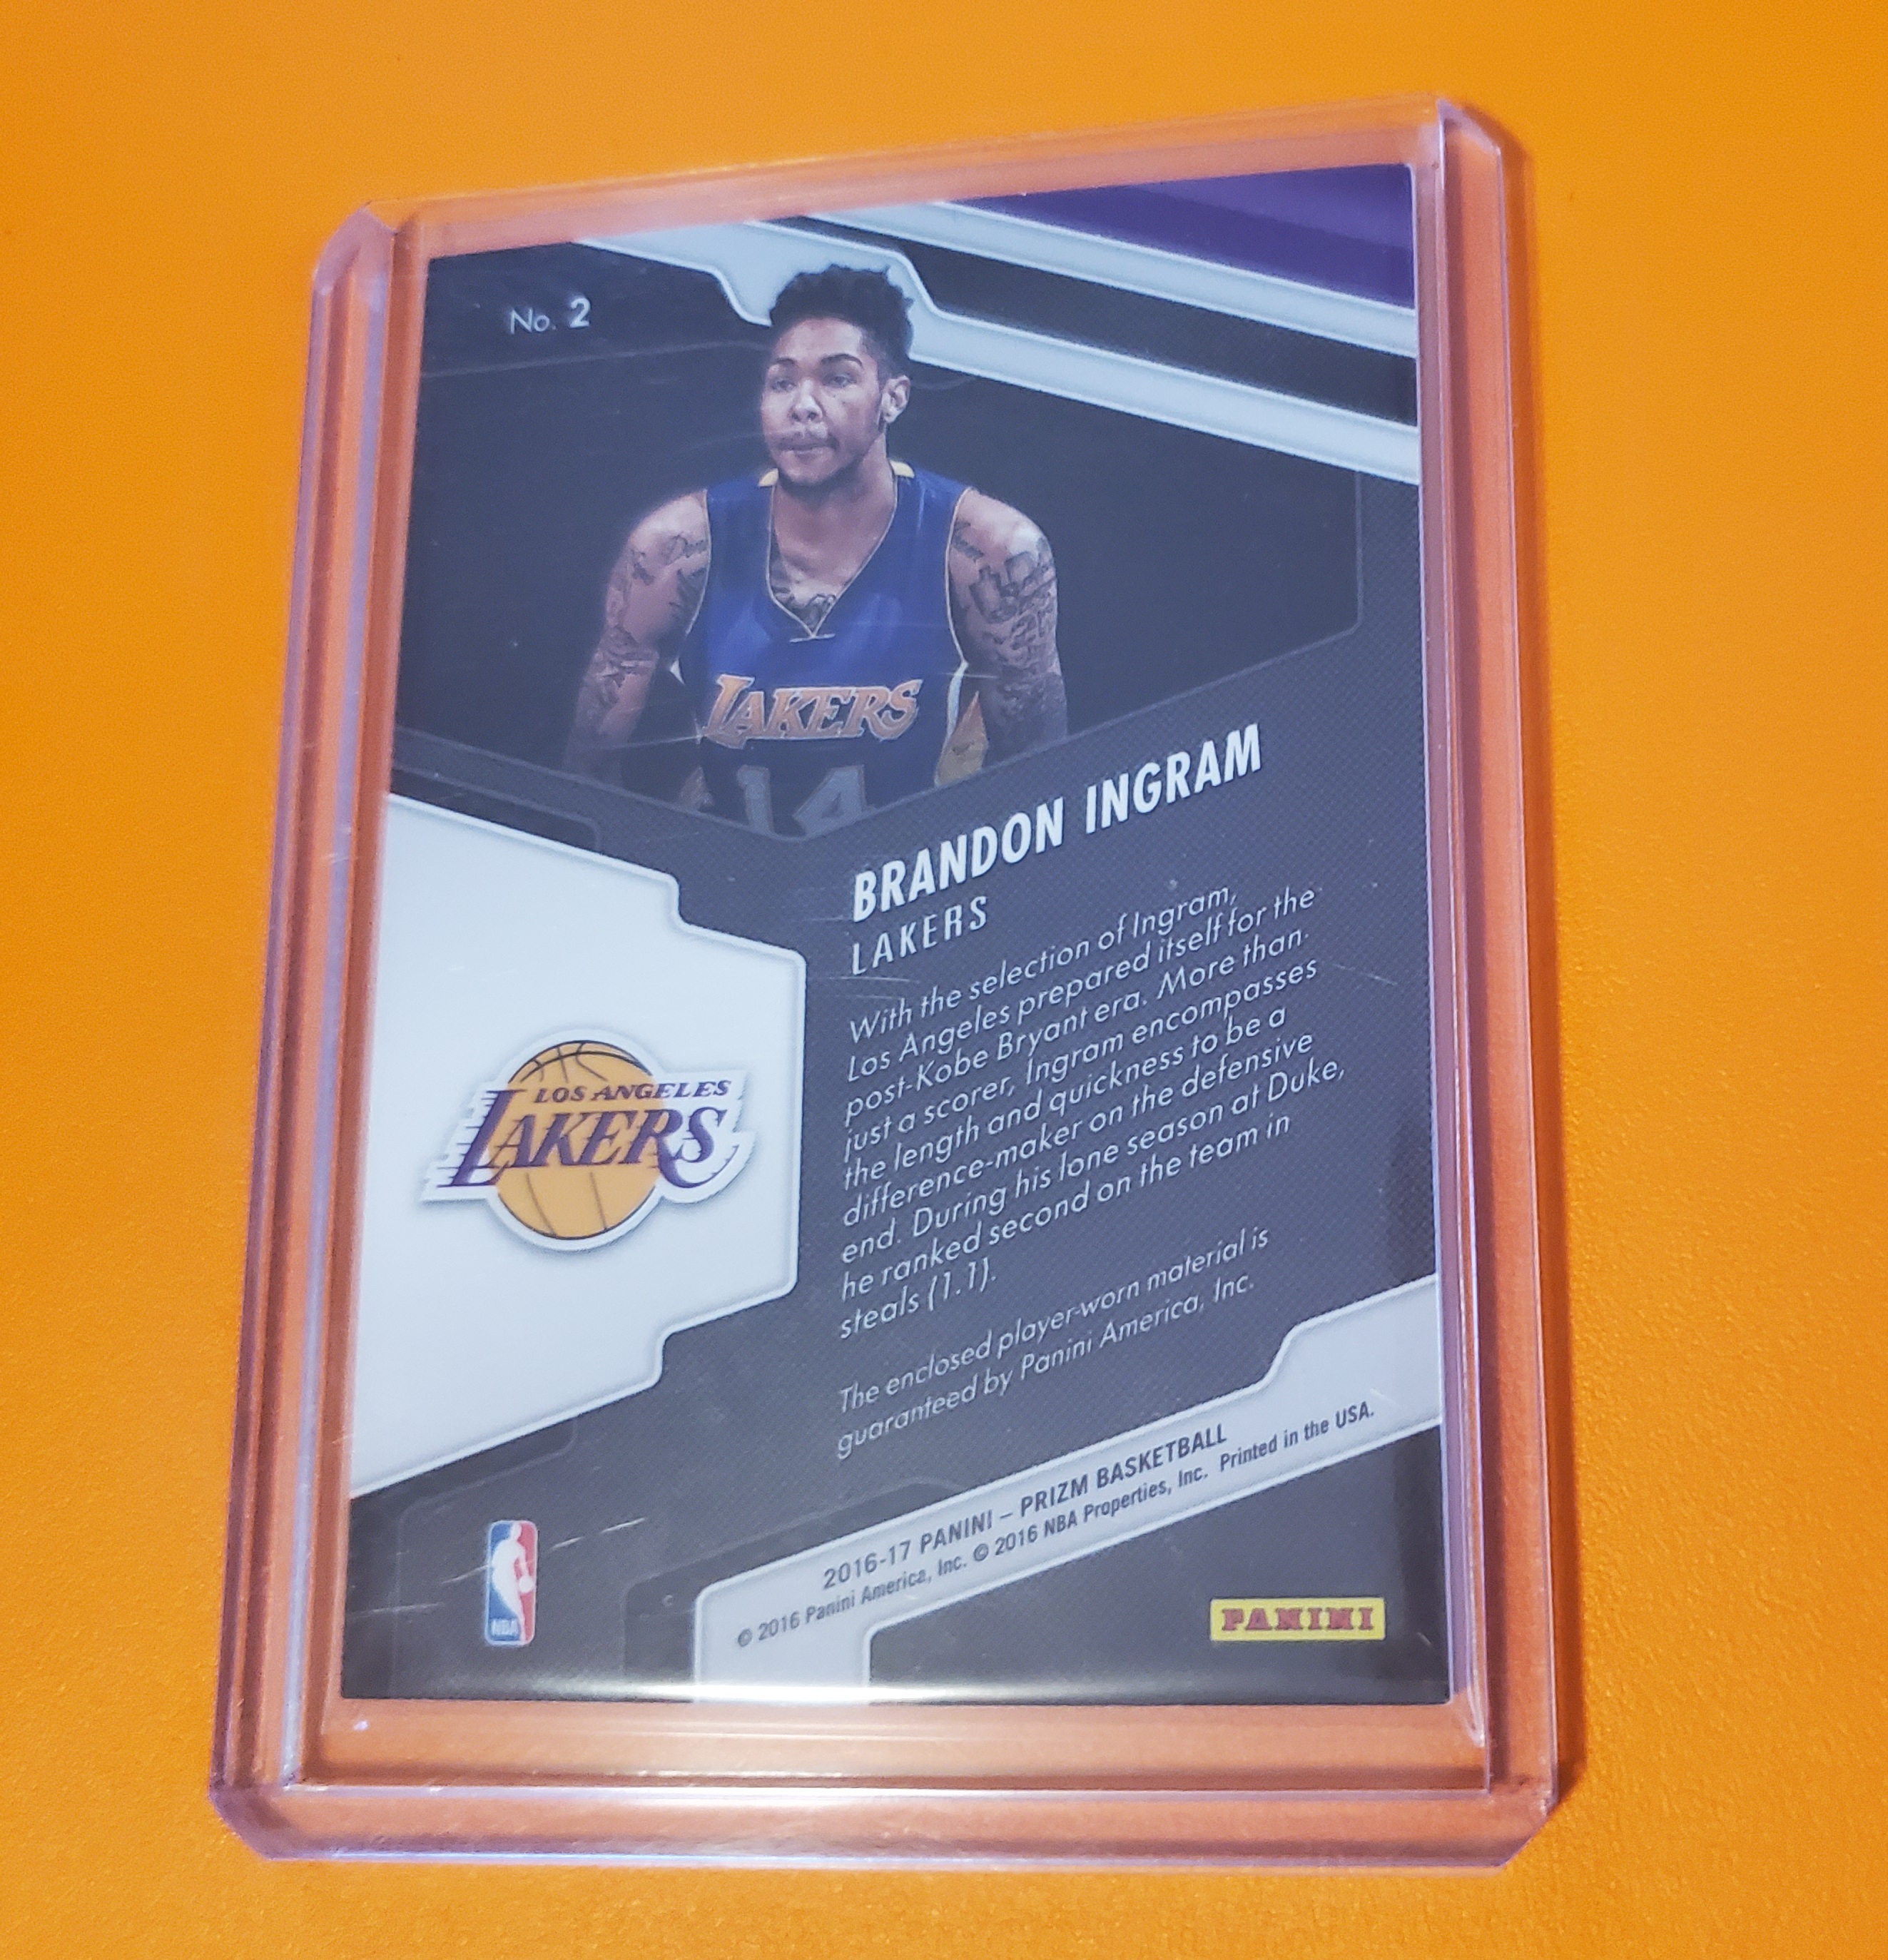 No. 2
LAKERS
14
BRANDON INGRAM
LAKERS
With the selection of Ingram,
Los Angeles prepared itself for the
post-Kobe Bryant era. More than
just a scorer, Ingram encompasses
the length and quickness to be a
difference-maker on the defensive
end. During his lone season at Duke,
he ranked second on the team in
steals (1.1).
The enclosed player-worn material is
guaranteed by Panini America, Inc.
LOS ANGELES
LAKERS
2016-17 PANINI – PRIZM BASKETBALL
© 2016 Panini America, Inc. © 2016 NBA Properties, Inc. Printed in the USA.
NBA
PANINI